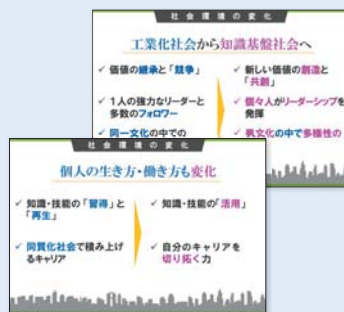 社会環境の変化
工業化社会から知識基盤社会へ
✓ 価値の継承と「競争」
✓ 1人の強力なリーダーと
多数のフォロワー
✓ 同一文化の中での
✓ 新しい価値の創造と
「共創」
✓ 個々人がリーダーシップを
発揮
✓ 異文化の中で多様性の
社会環境の変化
個人の生き方・働き方も変化
✓ 知識・技能の「習得」と
「再生」
✓ 同質化社会で積み上げ
るキャリア
✓ 知識・技能の「活用」
✓ 自分のキャリアを
切り拓く力